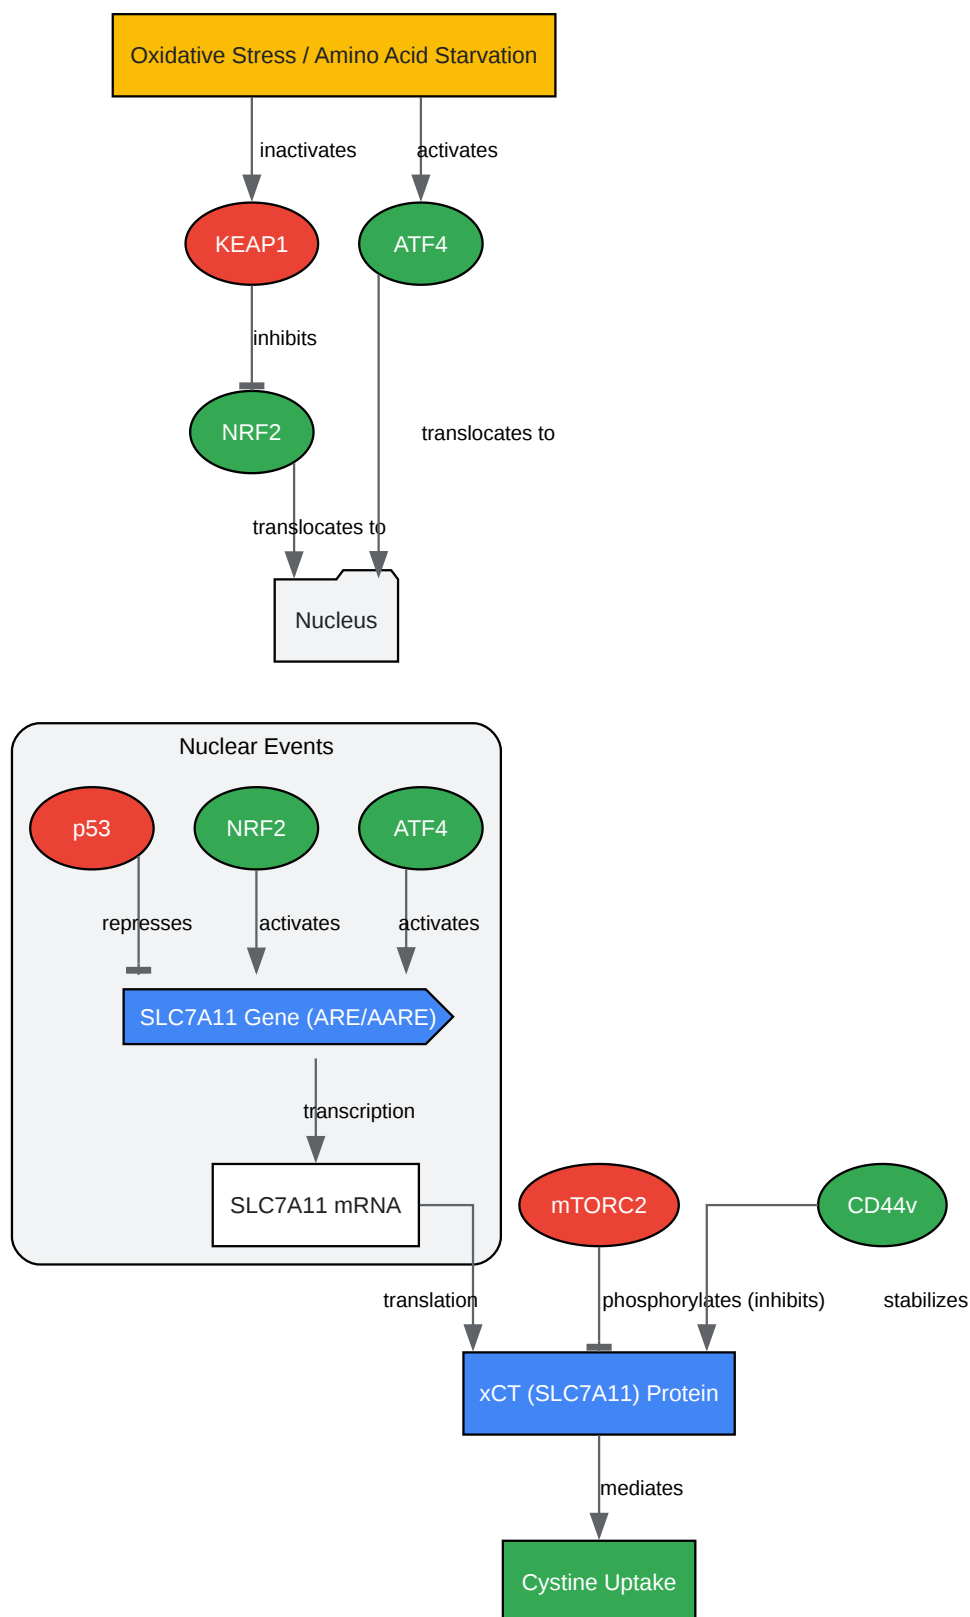 Oxidative Stress / Amino Acid Starvation
inactivates
activates
KEAP1
ATF4
inhibits
NRF2
translocates to
translocates to
Nucleus
Nuclear Events
p53
NRF2
ATF4
represses
activates
activates
SLC7A11 Gene (ARE/AARE)
transcription
SLC7A11 mRNA
mTORC2
CD44v
translation
phosphorylates (inhibits)
stabilizes
xCT (SLC7A11) Protein
mediates
Cystine Uptake